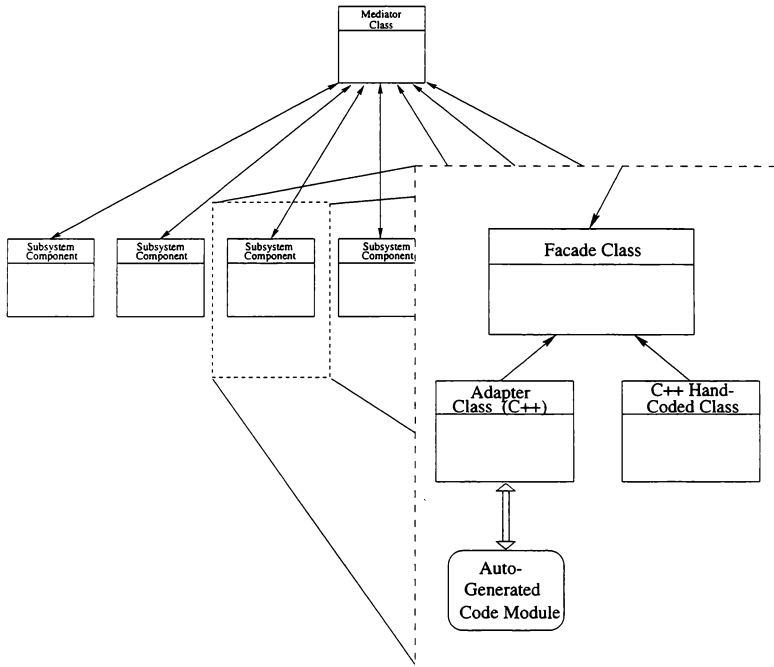 Mediator
Class
Subsystem
Component
Subsystem
Component
Subsystem
Component
Subsystem
Component
Facade Class
Adapter
Class (C++)
C++ Hand-
Coded Class
Auto-
Generated
Code Module